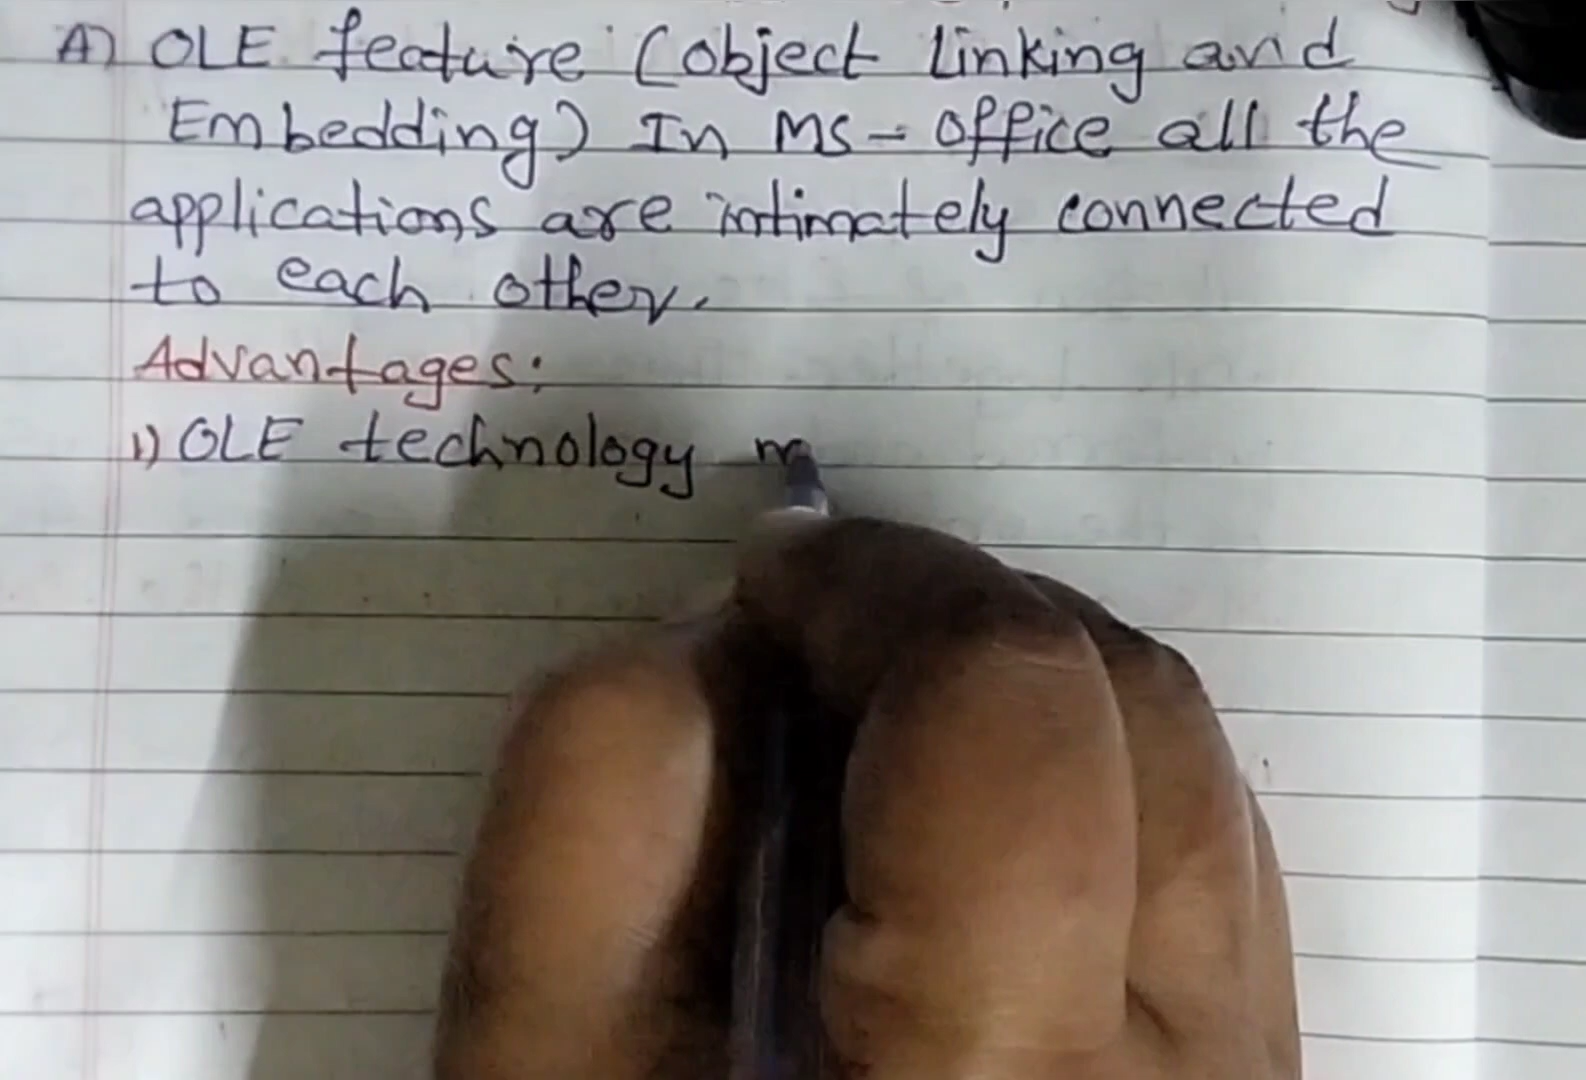 A) OLE feature (object Linking and
Embedding) In MS - office all the
applications are intimately connected
to each other.
Advantages:
1) OLE technology m